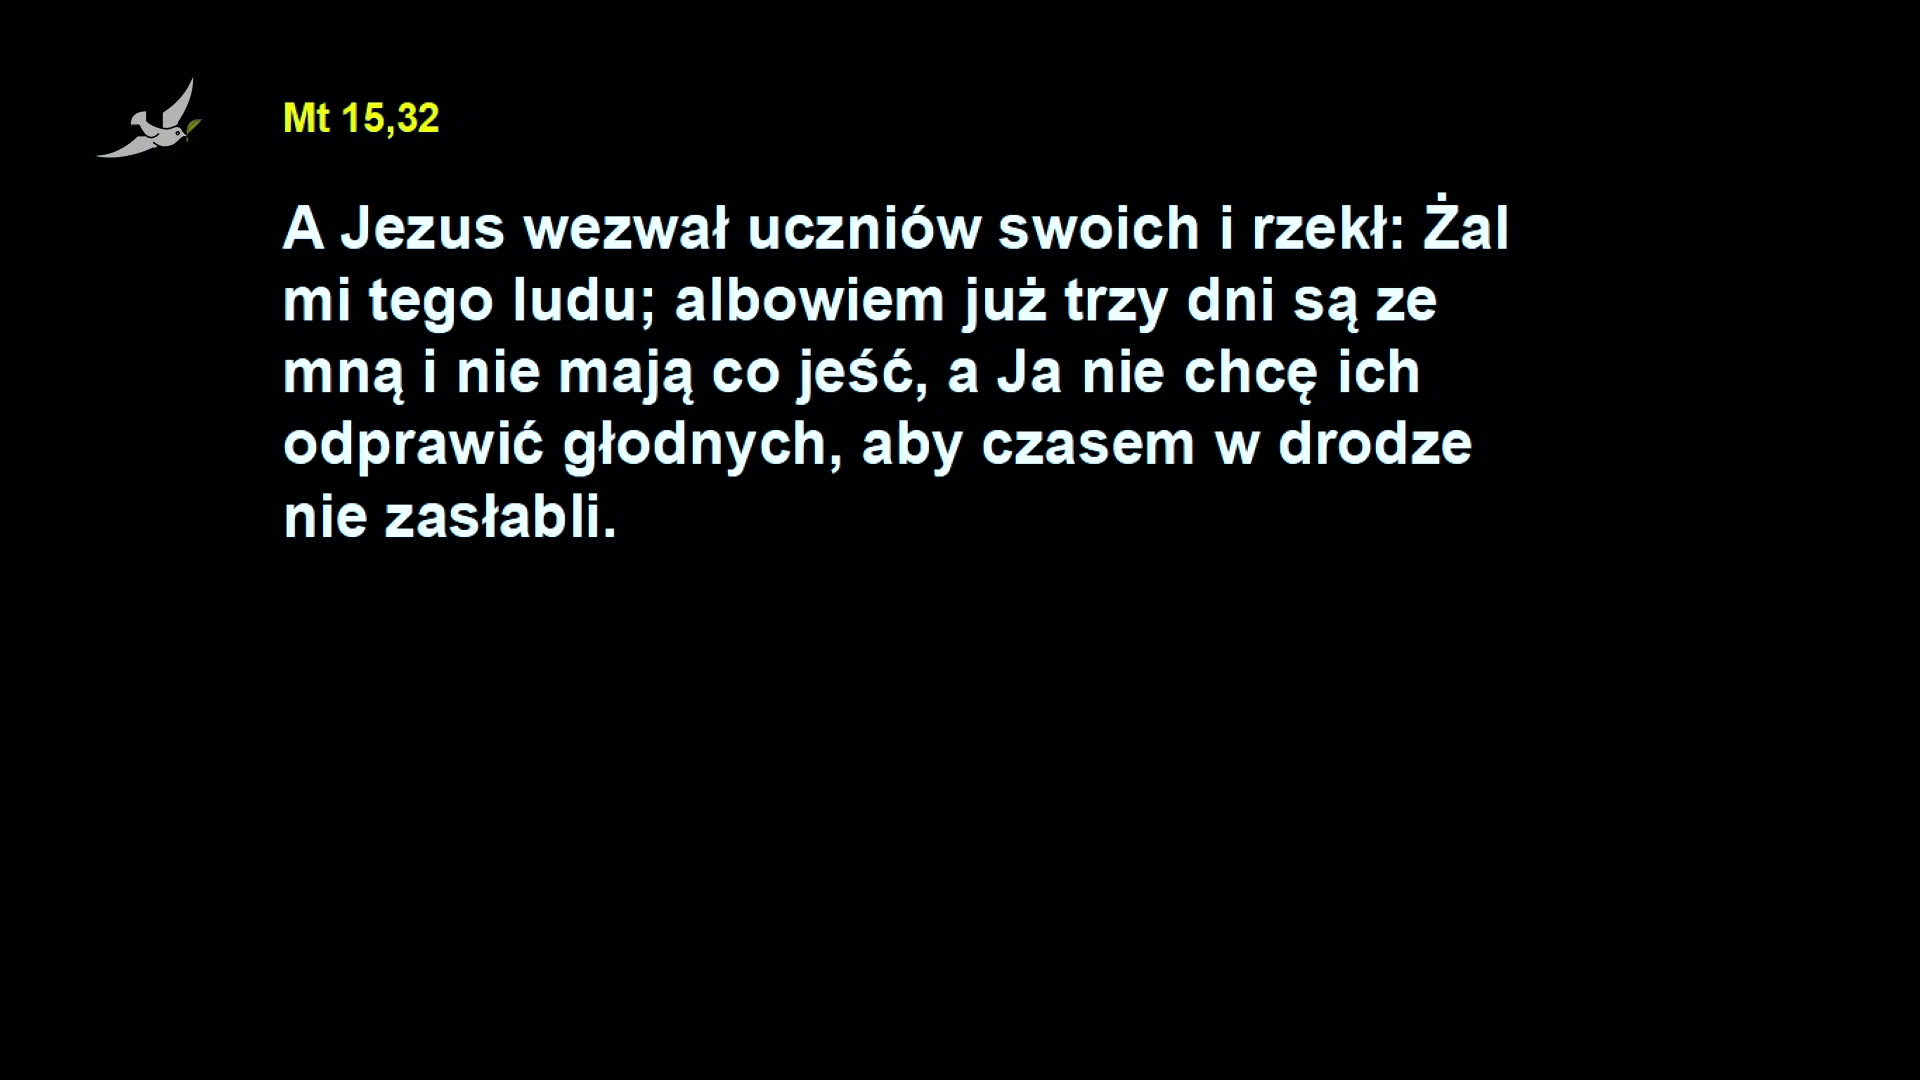 Mt 15,32
A Jezus wezwał uczniów swoich i rzekł: Żal
mi tego ludu; albowiem już trzy dni są ze
mną i nie mają co jeść, a Ja nie chcę ich
odprawić głodnych, aby czasem w drodze
nie zasłabli.